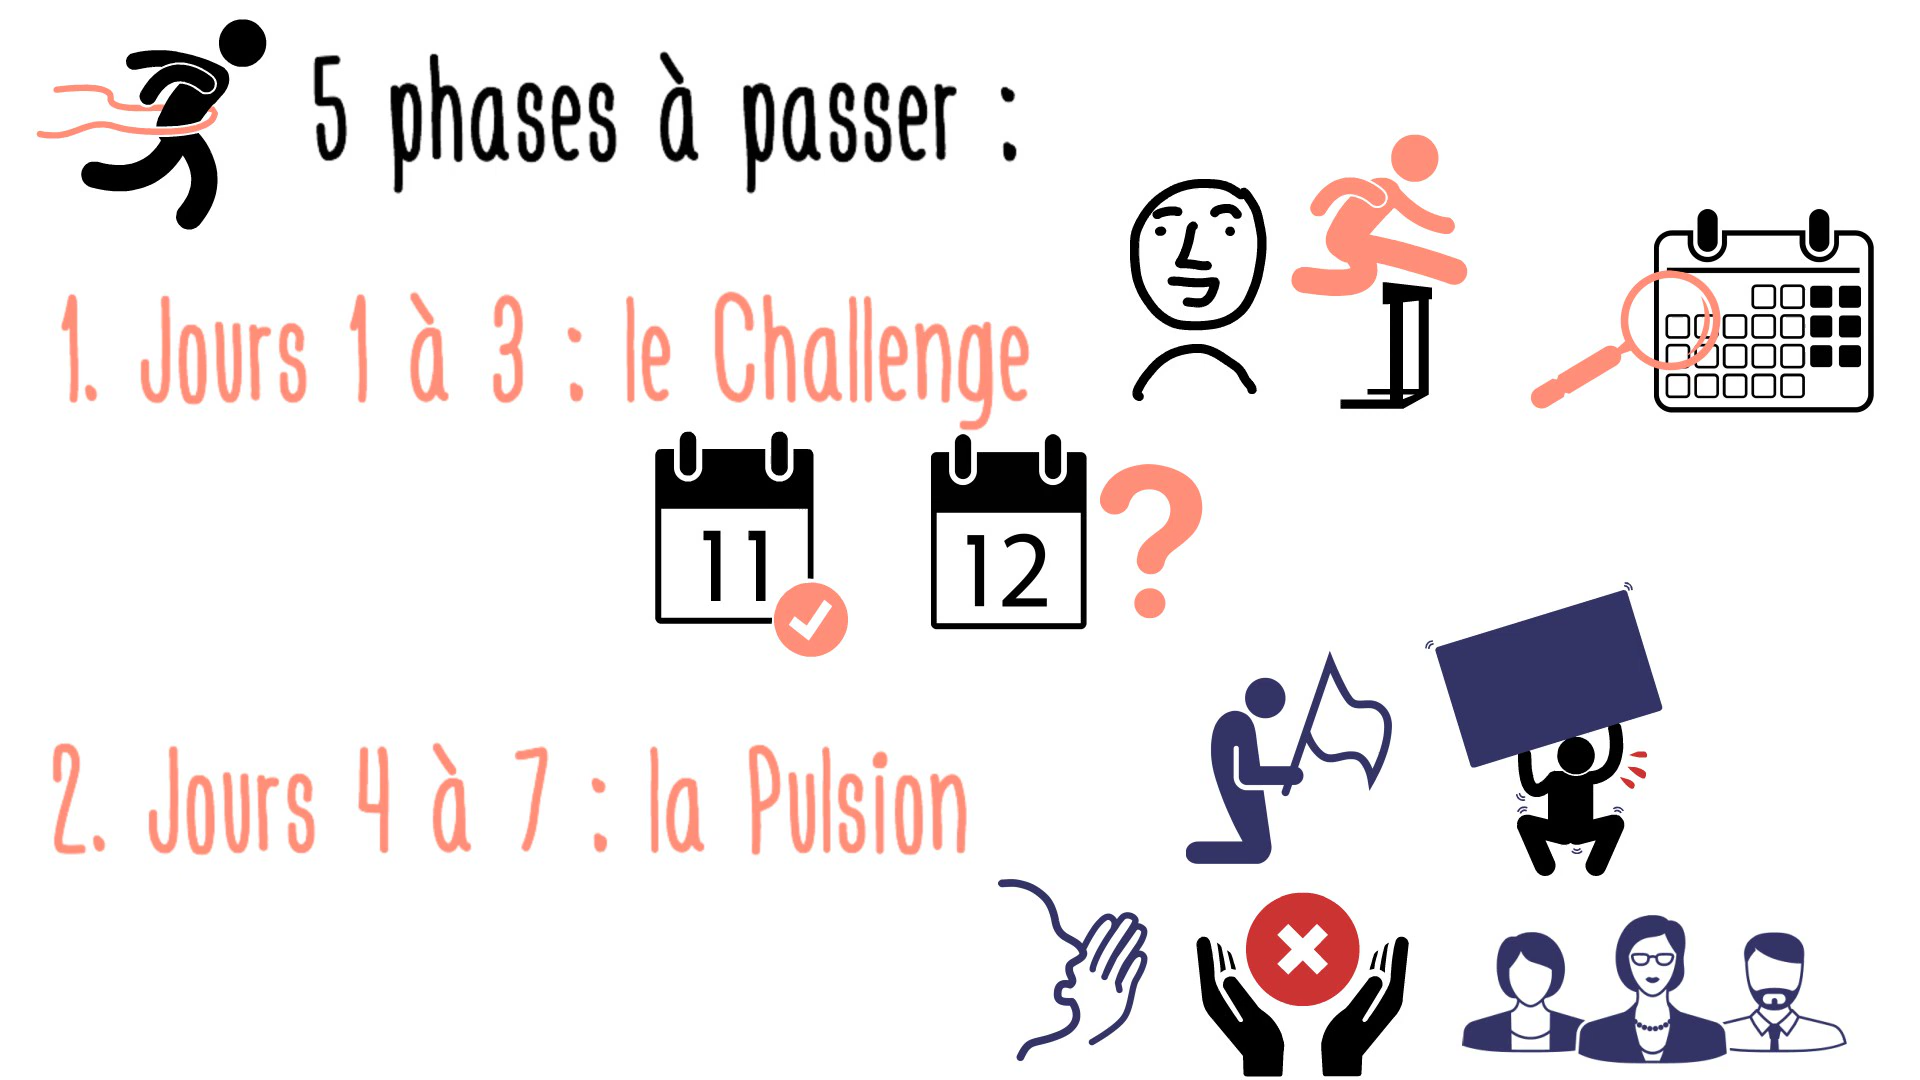 5 phases à passer :
1. Jours 1 à 3 : le Challenge
11
12
?
2. Jours 4 à 7 : la Pulsion